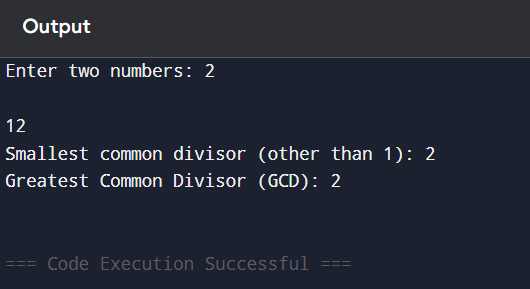 Output
Enter two numbers: 2
12
Smallest common divisor (other than 1): 2
Greatest Common Divisor (GCD): 2
=== Code Execution Successful ===